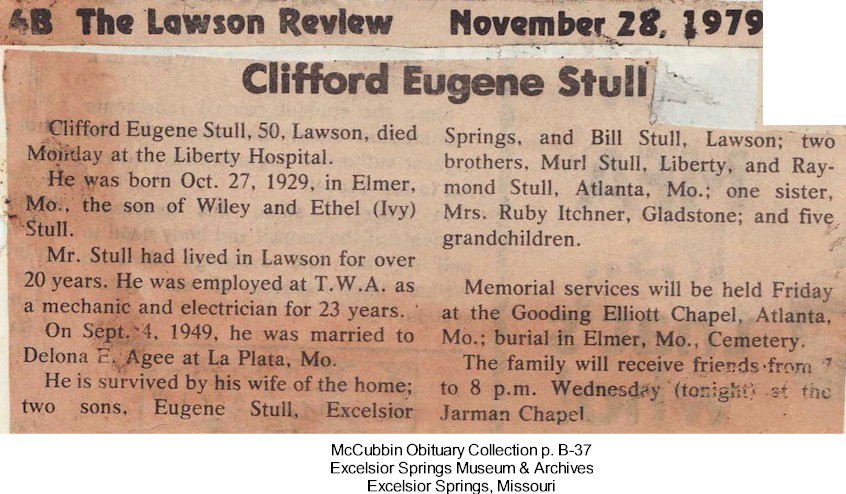 4B The Lawson Review November 28, 1979
Clifford Eugene Stull
Clifford Eugene Stull, 50, Lawson, died
Monday at the Liberty Hospital.
He was born Oct. 27, 1929, in Elmer,
Mo., the son of Wiley and Ethel (Ivy)
Stull.
Mr. Stull had lived in Lawson for over
20 years. He was employed at T.W.A. as
a mechanic and electrician for 23 years.
On Sept. 4, 1949, he was married to
Delona E. Agee at La Plata, Mo.
He is survived by his wife of the home;
two sons, Eugene Stull, Excelsior
Springs, and Bill Stull, Lawson; two
brothers, Murl Stull, Liberty, and Ray-
mond Stull, Atlanta, Mo.; one sister,
Mrs. Ruby Itchner, Gladstone; and five
grandchildren.
Memorial services will be held Friday
at the Gooding Elliott Chapel, Atlanta,
Mo.; burial in Elmer, Mo., Cemetery.
The family will receive friends from 7
to 8 p.m. Wednesday (tonight) at the
Jarman Chapel
McCubbin Obituary Collection p. B-37
Excelsior Springs Museum & Archives
Excelsior Springs, Missouri